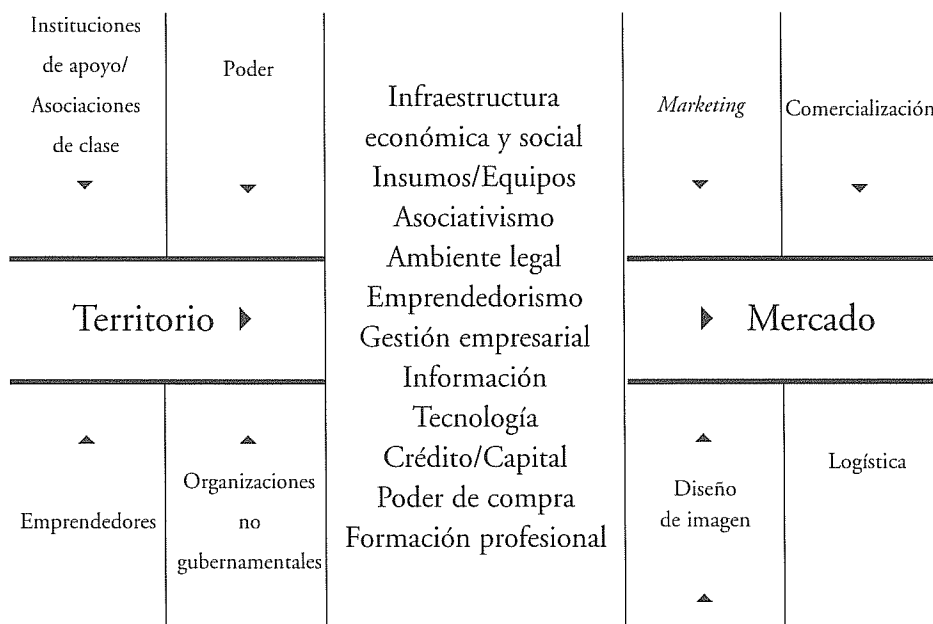 Instituciones
de apoyo/
Asociaciones
de clase
Poder
Infraestructura
económica y social
Insumos/Equipos
Asociativismo
Ambiente legal
Emprendedorismo
Gestión empresarial
Información
Tecnología
Crédito/Capital
Poder de compra
Formación profesional
Marketing
Comercialización
Territorio
Mercado
Emprendedores
Organizaciones
no
gubernamentales
Diseño
de imagen
Logística